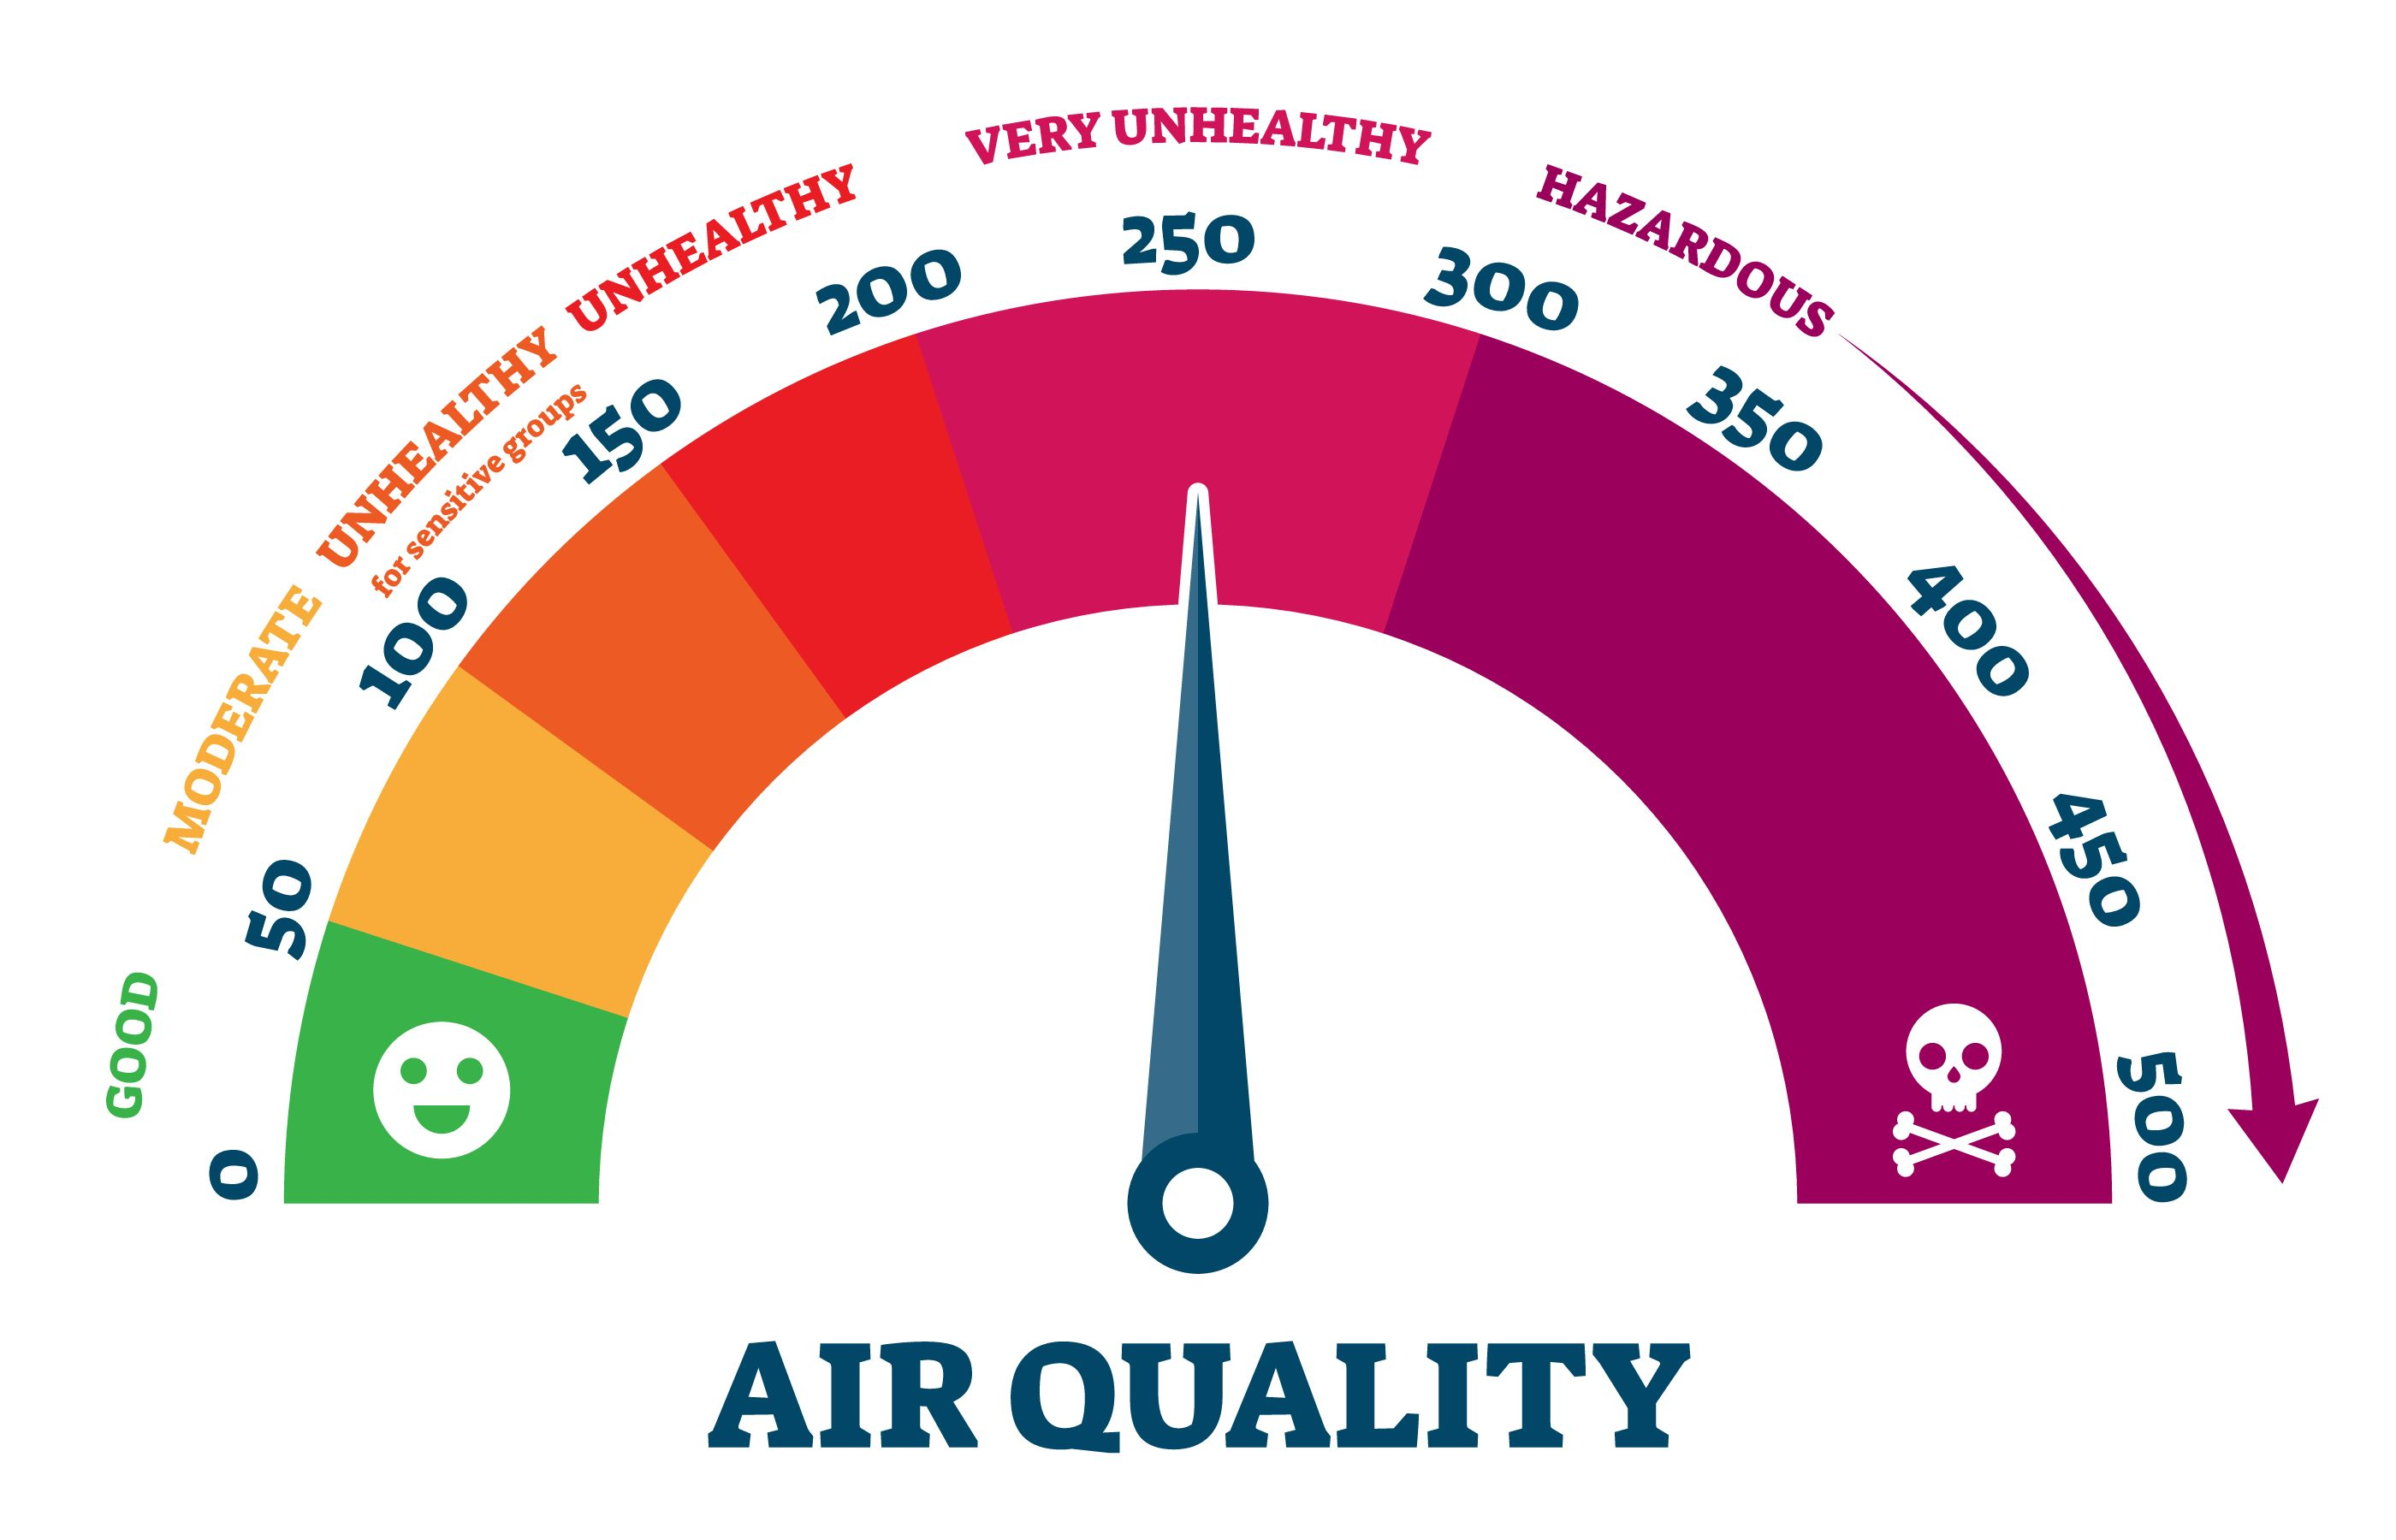 GOOD
MODERATE
UNHEALTHY
for sensitive groups
UNHEALTHY
VERY UNHEALTHY
HAZARDOUS
0
50
100
150
200
250
300
350
400
450
500
AIR QUALITY